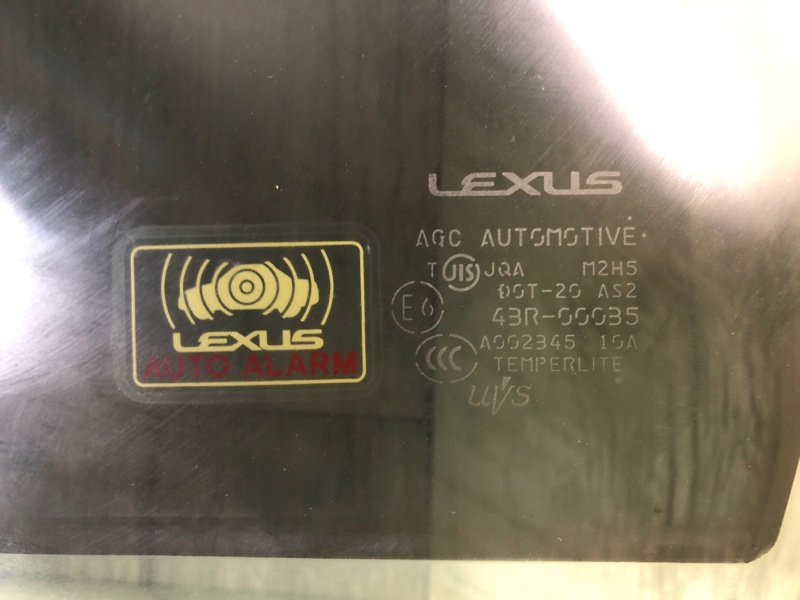 LEXUS
AGC AUTOMOTIVE
T JIS JQA M2H5
DOT-20 AS2
E6 43R-00035
CCC A002345 10A
TEMPERLITE
UVS
LEXUS
AUTO ALARM